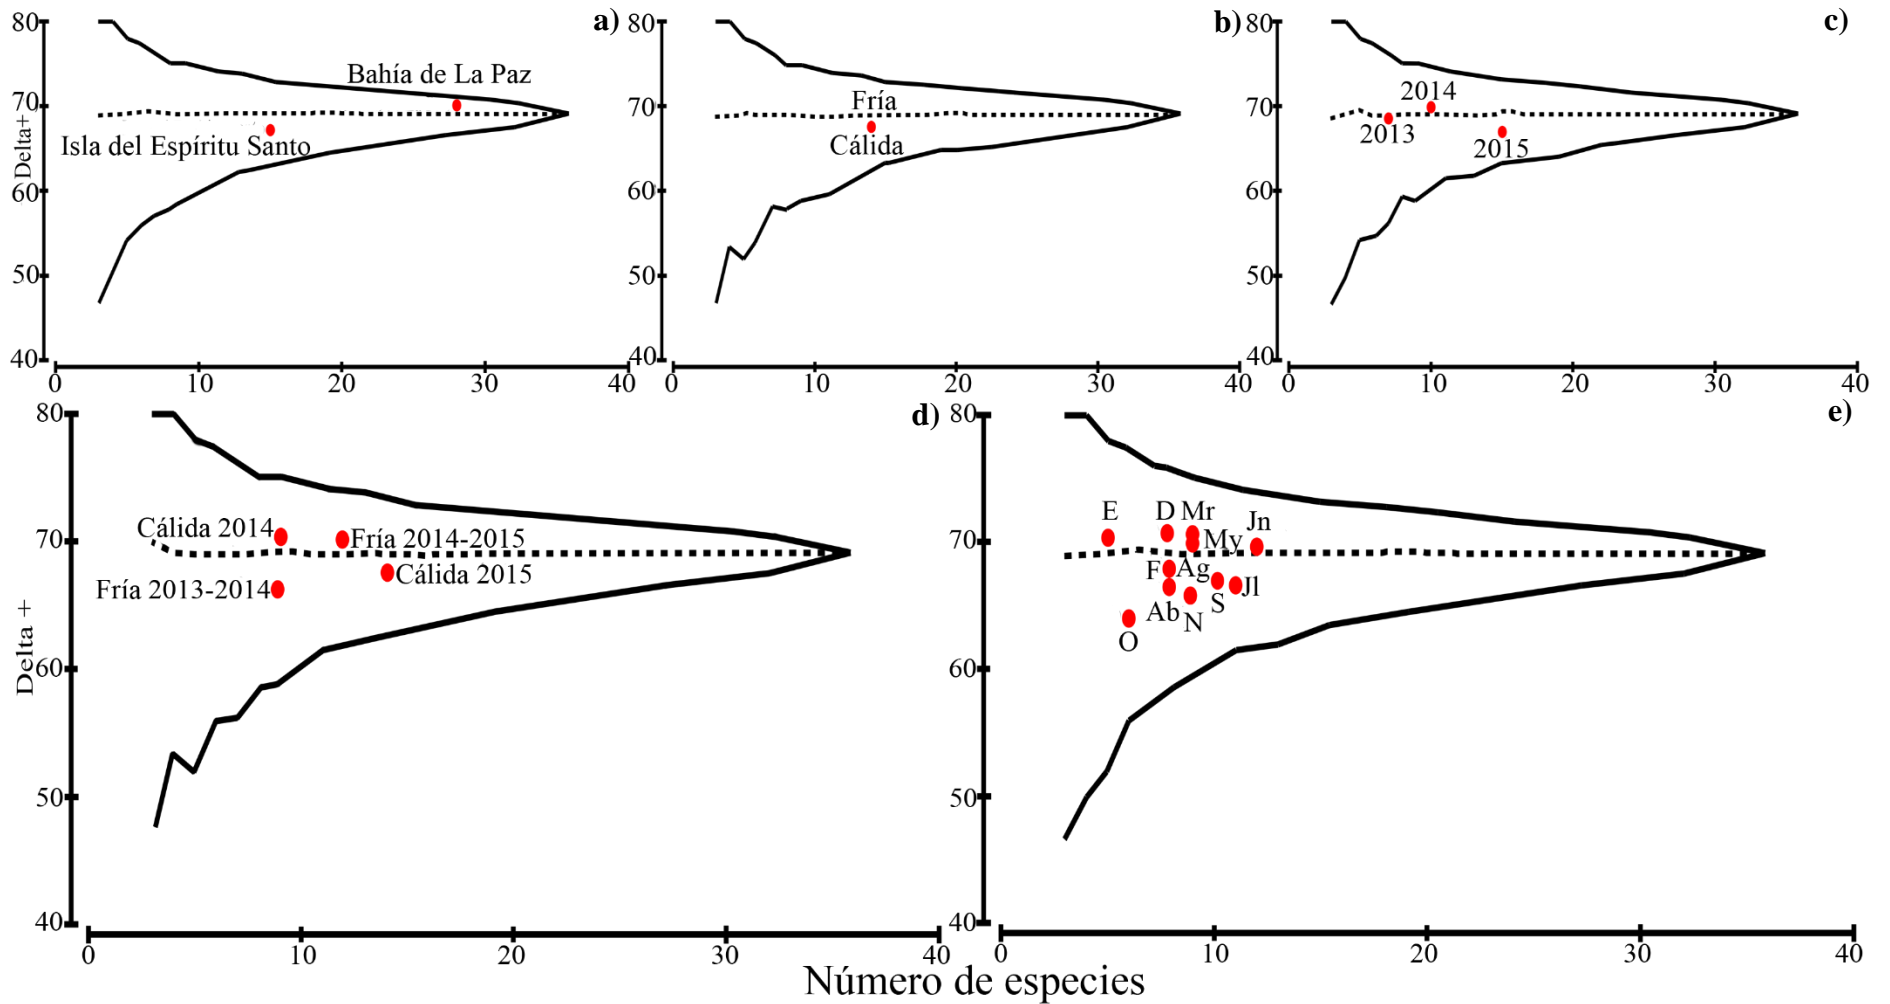 a)
80
70
60
50
40
Delta+
Bahía de La Paz
Isla del Espíritu Santo
0 10 20 30 40
b)
80
70
60
50
40
Fría
Cálida
0 10 20 30 40
c)
80
70
60
50
40
2014
2013
2015
0 10 20 30 40
d)
80
70
60
50
40
Delta +
Cálida 2014
Fría 2014-2015
Cálida 2015
Fría 2013-2014
0 10 20 30 40
e)
80
70
60
50
40
E D Mr Jn
My
F Ag
Ab N S Jl
O
0 10 20 30 40
Número de especies